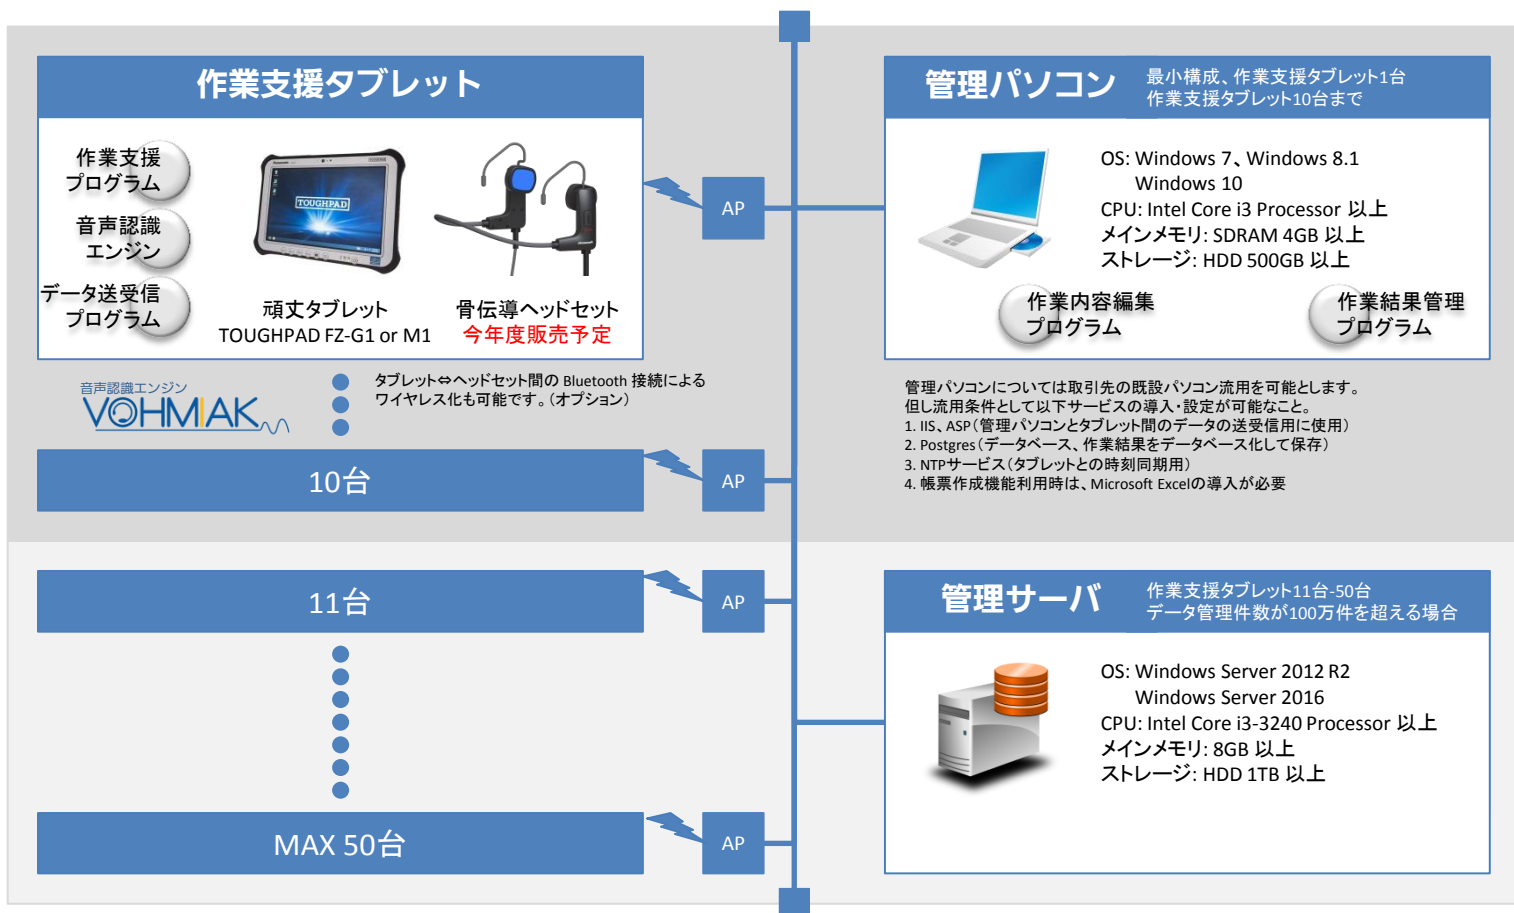 作業支援タブレット
作業支援
プログラム
音声認識
エンジン
データ送受信
プログラム
TOUGHPAD
頑丈タブレット
TOUGHPAD FZ-G1 or M1
骨伝導ヘッドセット
今年度販売予定
AP
音声認識エンジン
VOHMIAK
タブレット⇔ヘッドセット間の Bluetooth 接続による
ワイヤレス化も可能です。(オプション)
10台
AP
11台
AP
MAX 50台
AP
管理パソコン
最小構成、作業支援タブレット1台
作業支援タブレット10台まで
OS: Windows 7、Windows 8.1
Windows 10
CPU: Intel Core i3 Processor 以上
メインメモリ: SDRAM 4GB 以上
ストレージ: HDD 500GB 以上
作業内容編集
プログラム
作業結果管理
プログラム
管理パソコンについては取引先の既設パソコン流用を可能とします。
但し流用条件として以下サービスの導入・設定が可能なこと。
1. IIS、ASP(管理パソコンとタブレット間のデータの送受信用に使用)
2. Postgres(データベース、作業結果をデータベース化して保存)
3. NTPサービス(タブレットとの時刻同期用)
4. 帳票作成機能利用時は、Microsoft Excelの導入が必要
管理サーバ
作業支援タブレット11台-50台
データ管理件数が100万件を超える場合
OS: Windows Server 2012 R2
Windows Server 2016
CPU: Intel Core i3-3240 Processor 以上
メインメモリ: 8GB 以上
ストレージ: HDD 1TB 以上